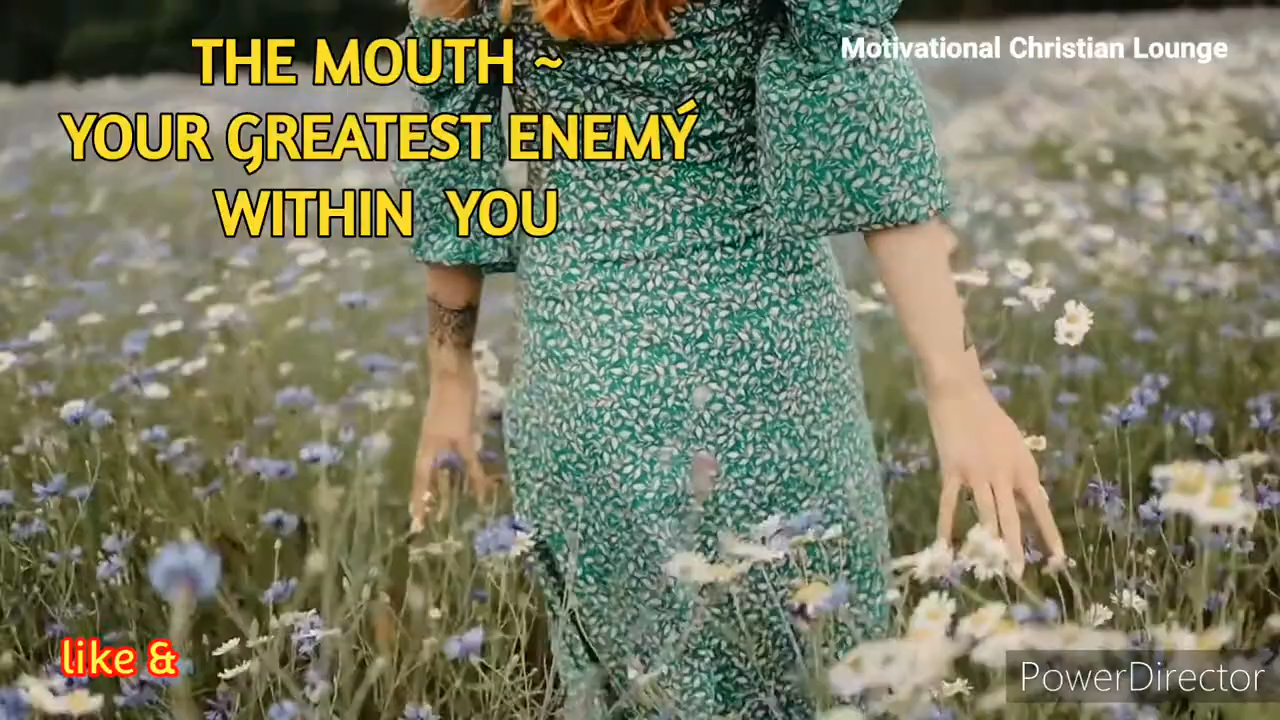 THE MOUTH ~
YOUR GREATEST ENEMÝ
WITHIN YOU
Motivational Christian Lounge
like &
PowerDirector